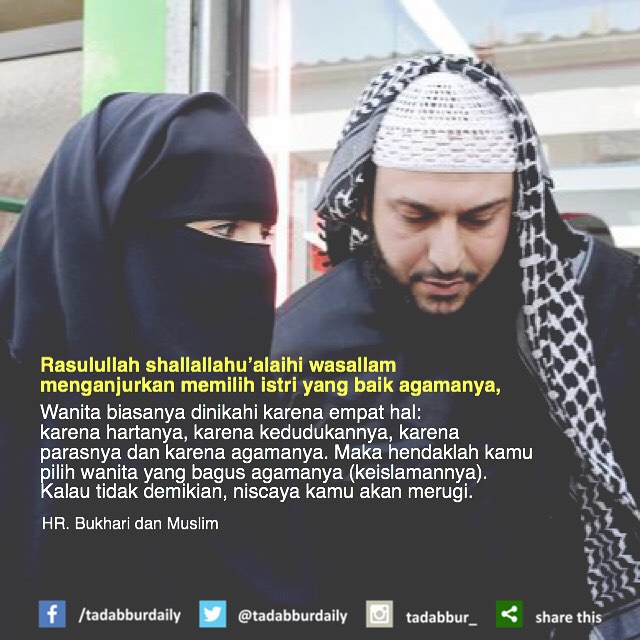 Rasulullah shallallahu'alaihi wasallam
menganjurkan memilih istri yang baik agamanya,
Wanita biasanya dinikahi karena empat hal:
karena hartanya, karena kedudukannya, karena
parasnya dan karena agamanya. Maka hendaklah kamu
pilih wanita yang bagus agamanya (keislamannya).
Kalau tidak demikian, niscaya kamu akan merugi.
HR. Bukhari dan Muslim
/tadabburdaily @tadabburdaily tadabbur_ share this